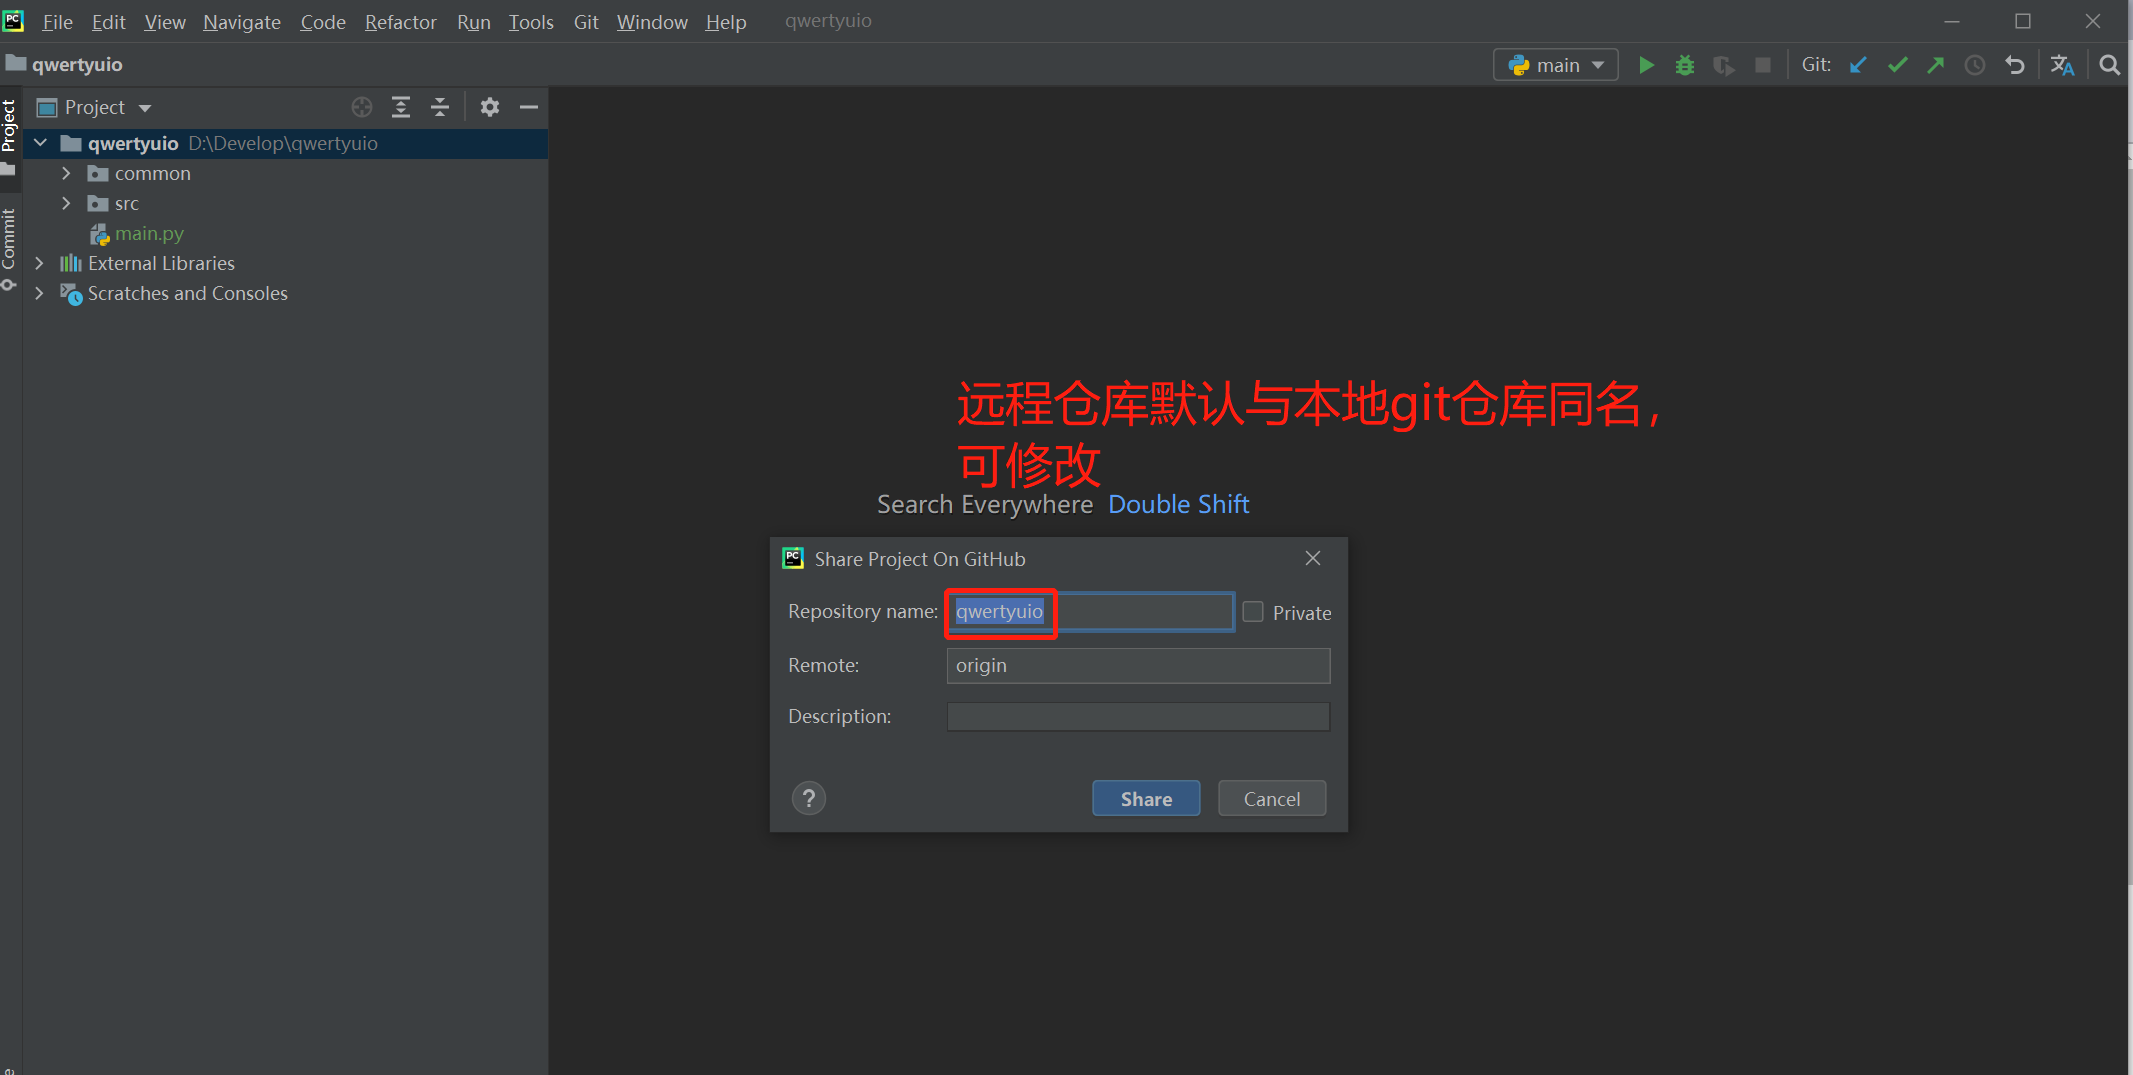 File Edit View Navigate Code Refactor Run Tools Git Window Help qwertyuio
qwertyuio
main
Git:
Project
Project
Commit
qwertyuio D:\Develop\qwertyuio
common
src
main.py
External Libraries
Scratches and Consoles
远程仓库默认与本地git仓库同名，
可修改
Search Everywhere Double Shift
PC Share Project On GitHub
Repository name: qwertyuio Private
Remote: origin
Description:
? Share Cancel